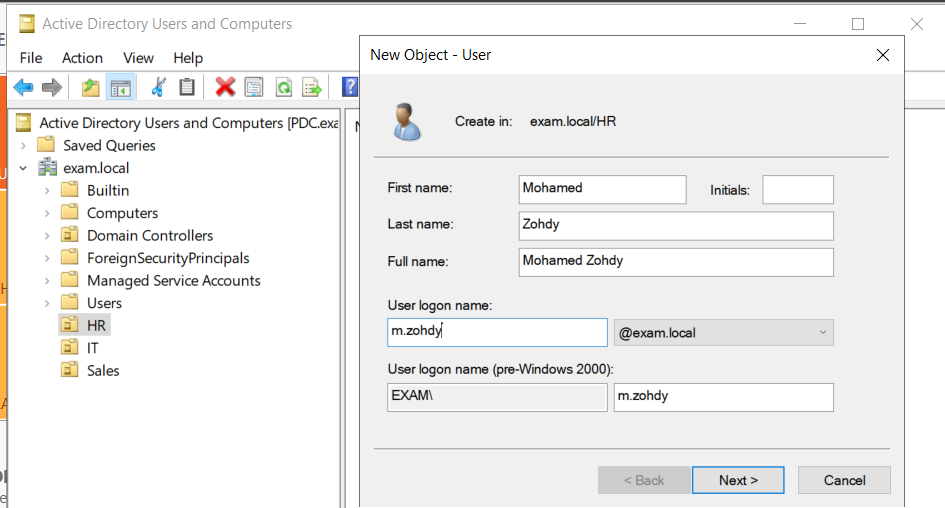 Active Directory Users and Computers
File Action View Help
Active Directory Users and Computers [PDC.exa
Saved Queries
exam.local
Builtin
Computers
Domain Controllers
ForeignSecurityPrincipals
Managed Service Accounts
Users
HR
IT
Sales
New Object - User
Create in: exam.local/HR
First name: Mohamed Initials:
Last name: Zohdy
Full name: Mohamed Zohdy
User logon name:
m.zohdy @exam.local
User logon name (pre-Windows 2000):
EXAM\ m.zohdy
< Back Next > Cancel